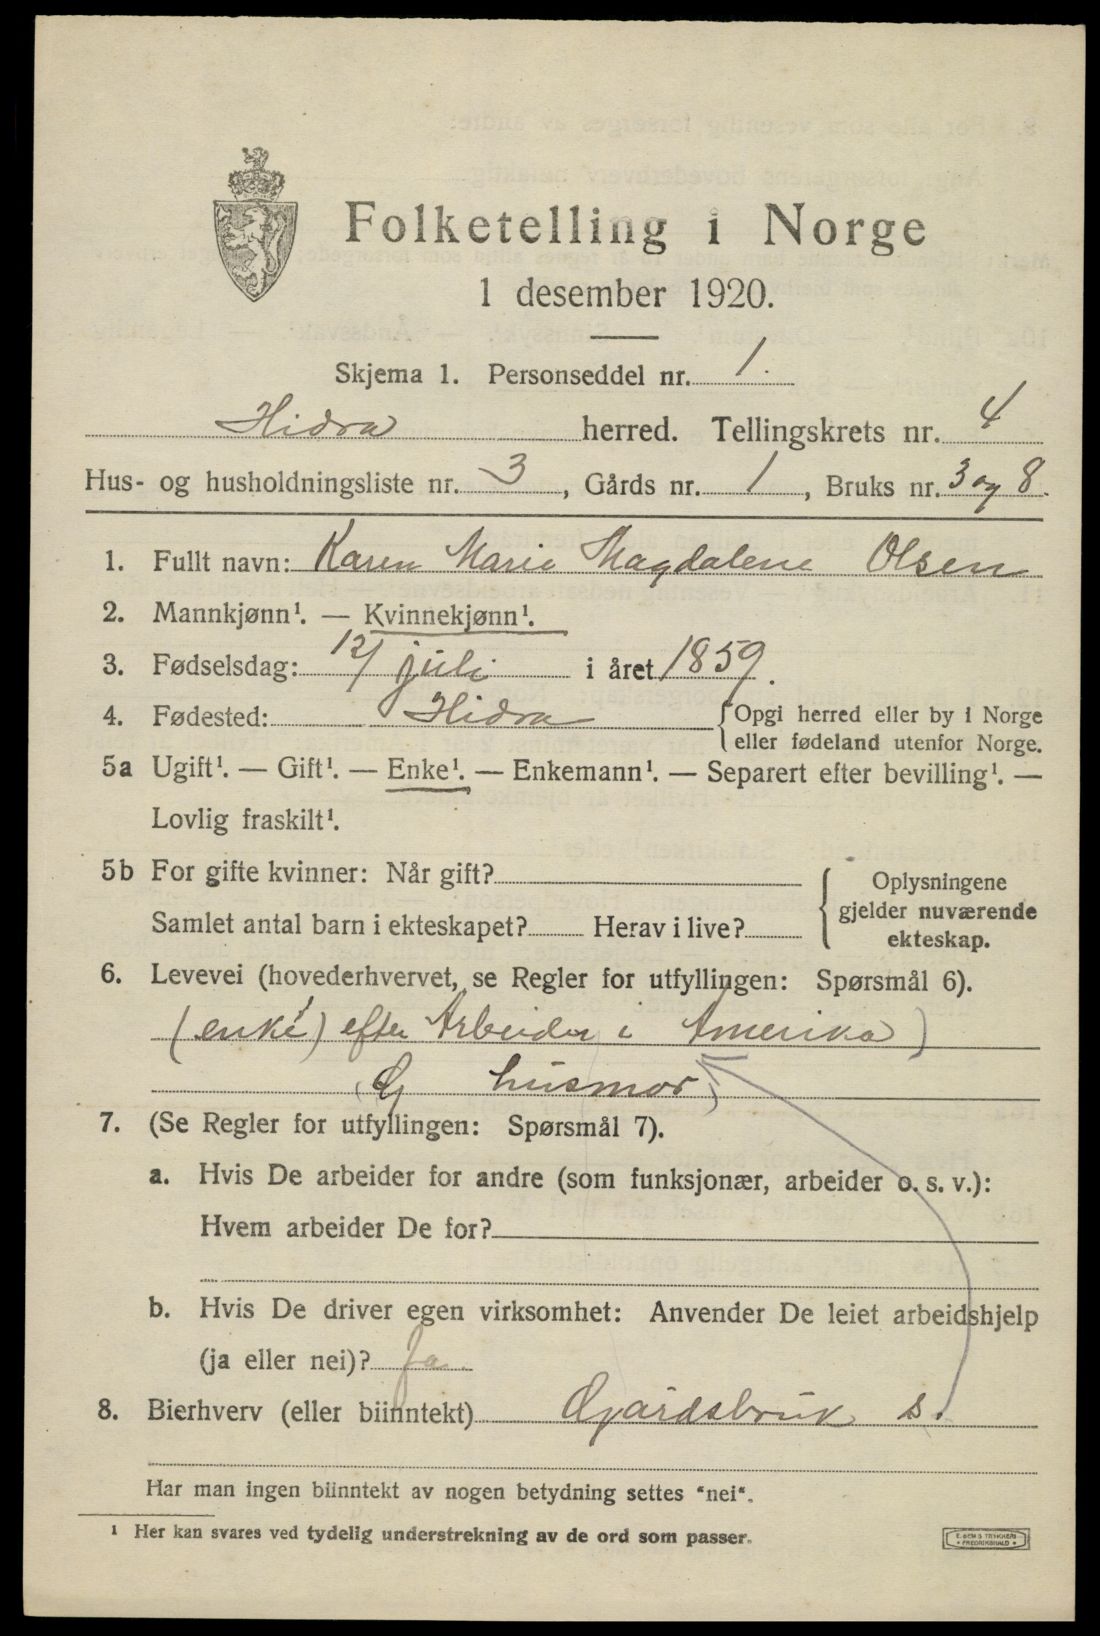 Folketelling i Norge
1 desember 1920.
Skjema 1. Personseddel nr. 1.
Hidra herred. Tellingskrets nr. 4
Hus- og husholdningsliste nr. 3, Gårds nr. 1, Bruks nr. 3 og 8.
1. Fullt navn: Karen Marie Magdalene Olsen
2. Mannkjønn¹. — Kvinnekjønn¹.
3. Fødselsdag: 12/ juli i året 1859.
4. Fødested: Hidra {Opgi herred eller by i Norge
eller fødeland utenfor Norge.
5a Ugift¹. — Gift¹. — Enke¹. — Enkemann¹. — Separert efter bevilling¹. —
Lovlig fraskilt¹.
5b For gifte kvinner: Når gift?
Samlet antal barn i ekteskapet? Herav i live?
{Oplysningene
gjelder nuværende
ekteskap.
6. Levevei (hovederhvervet, se Regler for utfyllingen: Spørsmål 6).
(enke) efter Arbeider i Amerika)
(G husmor)
7. (Se Regler for utfyllingen: Spørsmål 7).
a. Hvis De arbeider for andre (som funksjonær, arbeider o. s. v.):
Hvem arbeider De for?
b. Hvis De driver egen virksomhet: Anvender De leiet arbeidshjelp
(ja eller nei)? Ja
8. Bierhverv (eller biinntekt) Gårdsbruk s.
Har man ingen biinntekt av nogen betydning settes "nei".
¹ Her kan svares ved tydelig understrekning av de ord som passer.